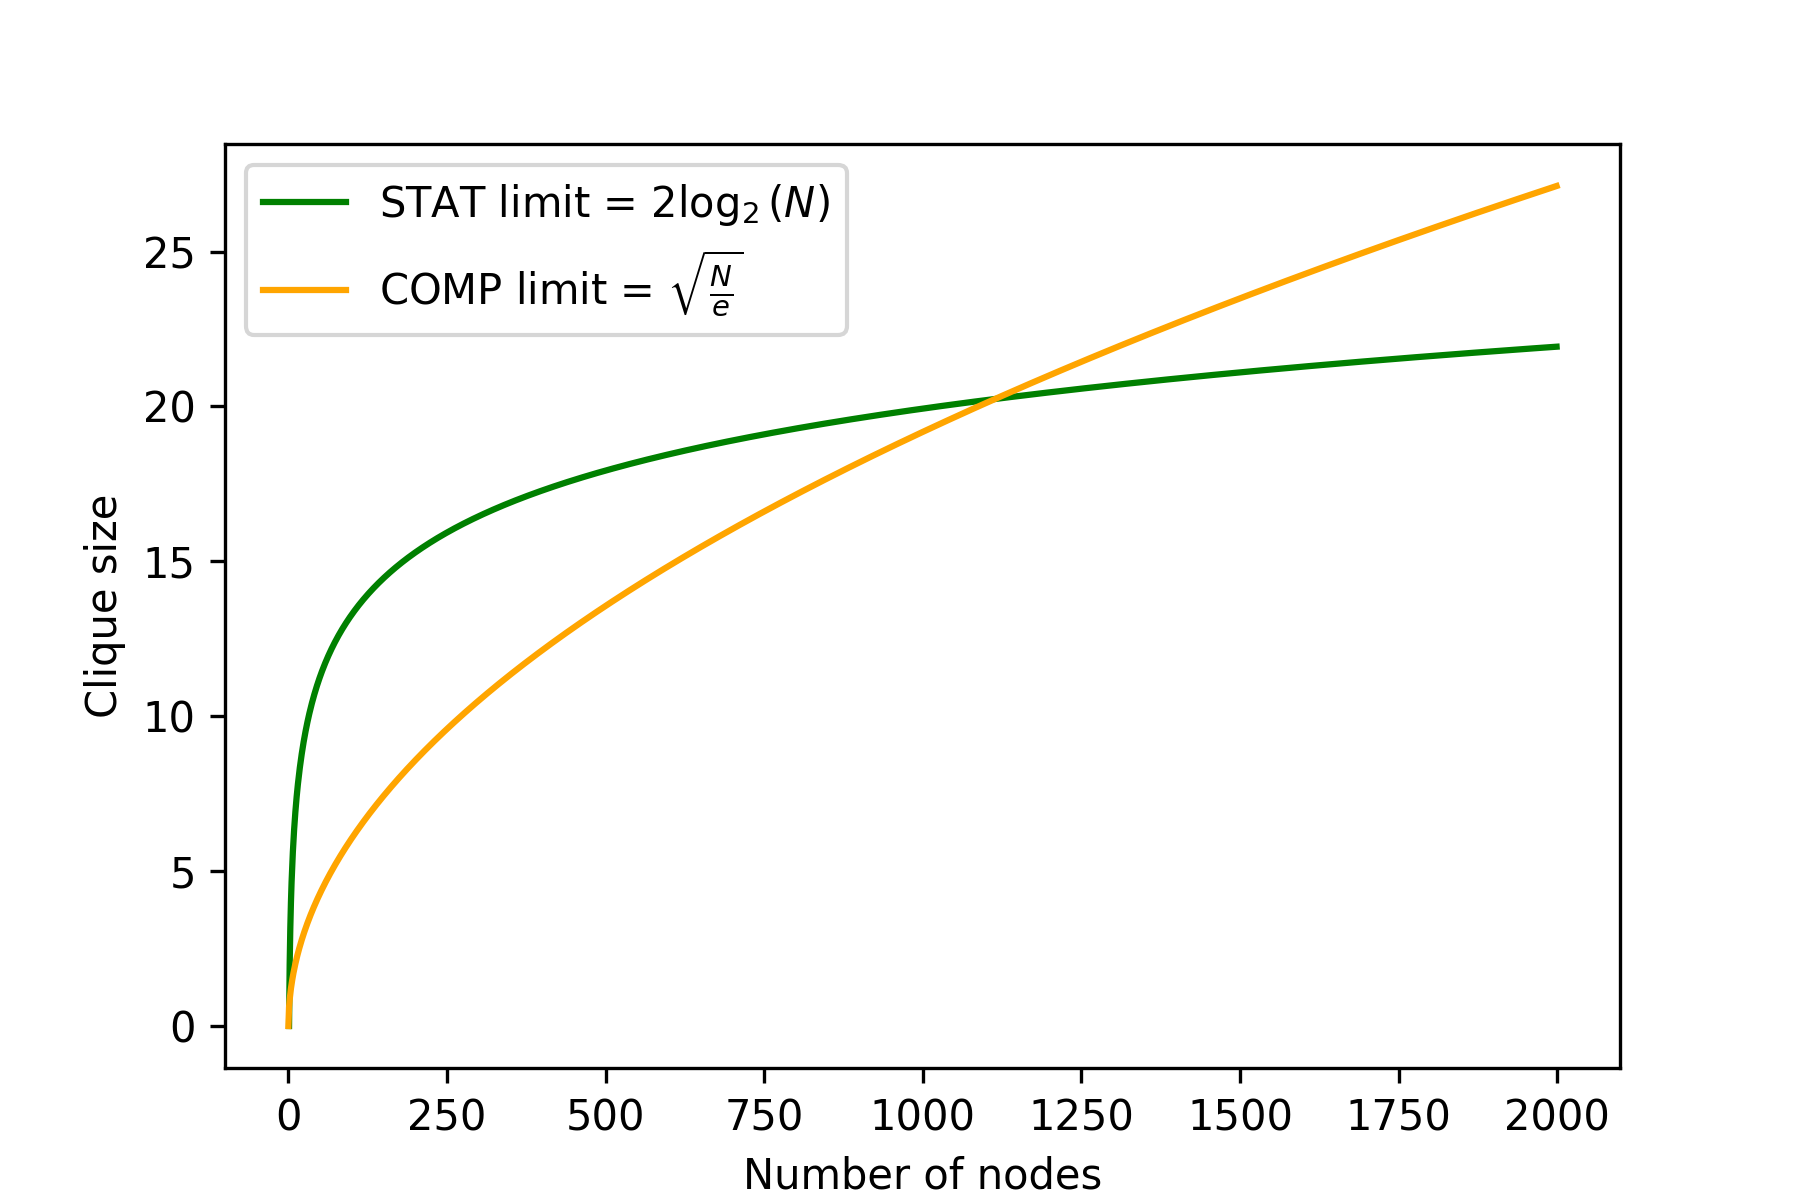 STAT limit = 2log₂(N)
COMP limit = √(N/e)
Clique size
25
20
15
10
5
0
0 250 500 750 1000 1250 1500 1750 2000
Number of nodes